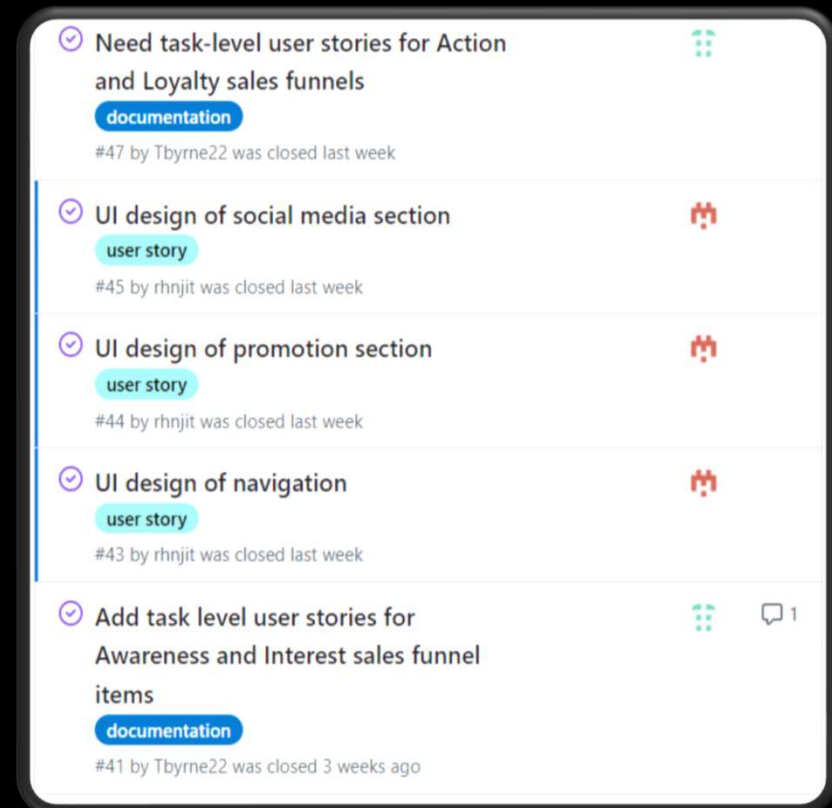 Need task-level user stories for Action
and Loyalty sales funnels
documentation
#47 by Tbyrne22 was closed last week
UI design of social media section
user story
#45 by rhnjit was closed last week
UI design of promotion section
user story
#44 by rhnjit was closed last week
UI design of navigation
user story
#43 by rhnjit was closed last week
Add task level user stories for
1
Awareness and Interest sales funnel
items
documentation
#41 by Tbyrne22 was closed 3 weeks ago